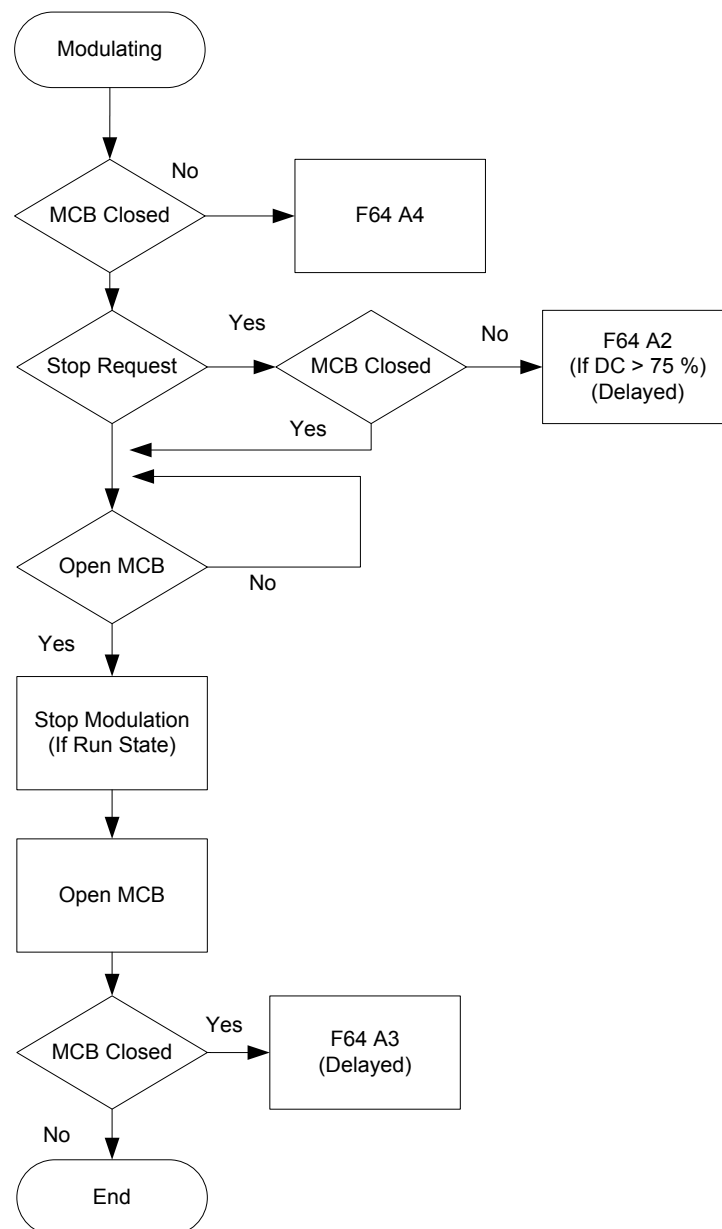 Modulating
No
MCB Closed
F64 A4
Yes
Stop Request
MCB Closed
No
F64 A2
(If DC > 75 %)
(Delayed)
Yes
Open MCB
No
Yes
Stop Modulation
(If Run State)
Open MCB
MCB Closed
Yes
F64 A3
(Delayed)
No
End